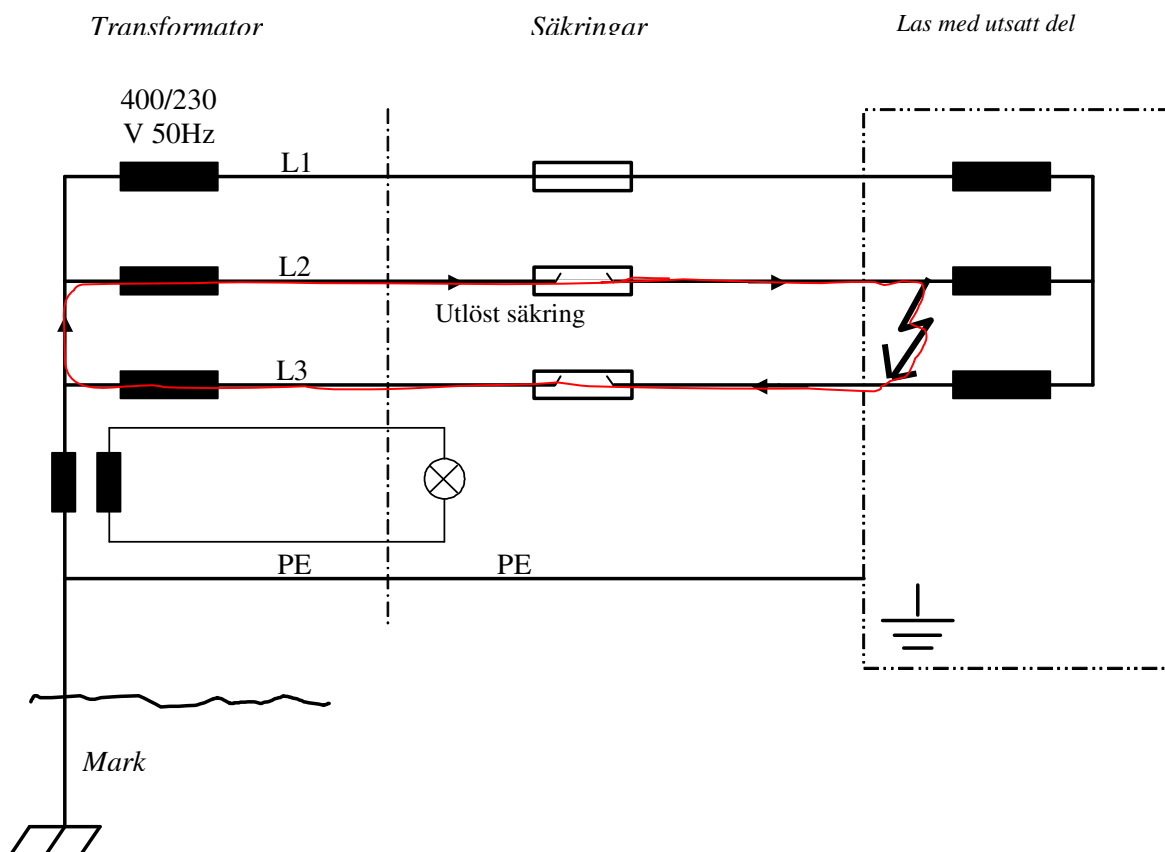 Transformator
Säkringar
Las med utsatt del
400/230
V 50Hz
L1
L2
Utlöst säkring
L3
PE
PE
Mark